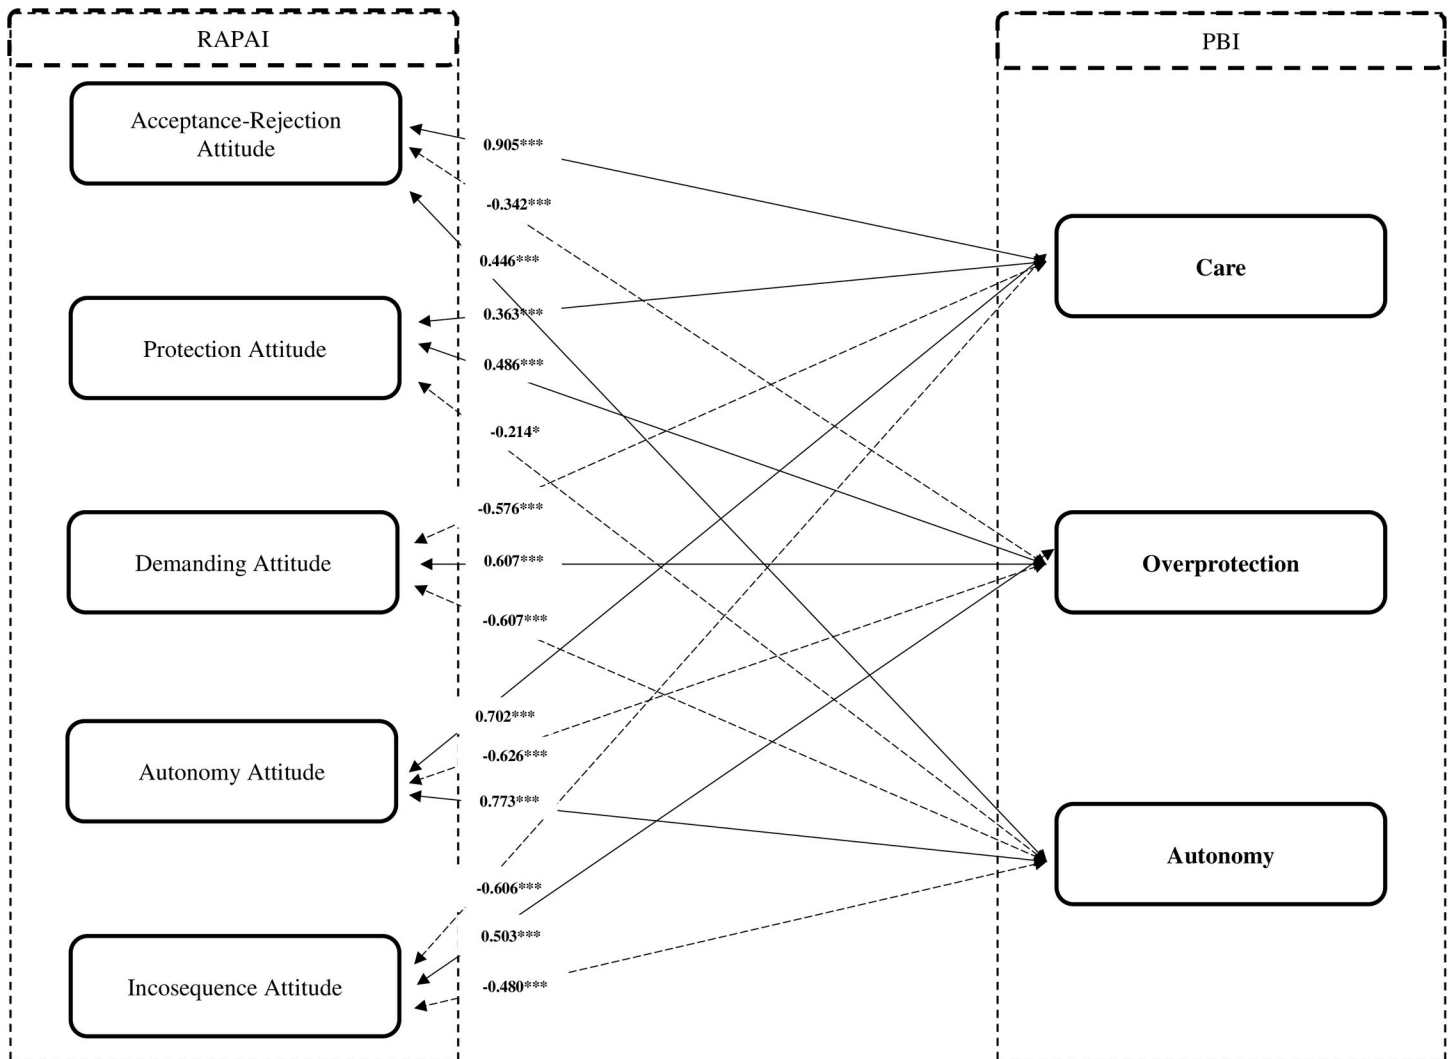 RAPAI
PBI
Acceptance-Rejection
Attitude
0.905***
-0.342***
0.446***
Care
0.363***
Protection Attitude
0.486***
-0.214*
-0.576***
Demanding Attitude
0.607***
Overprotection
-0.607***
0.702***
-0.626***
Autonomy Attitude
0.773***
Autonomy
-0.606***
0.503***
Incosequence Attitude
-0.480***